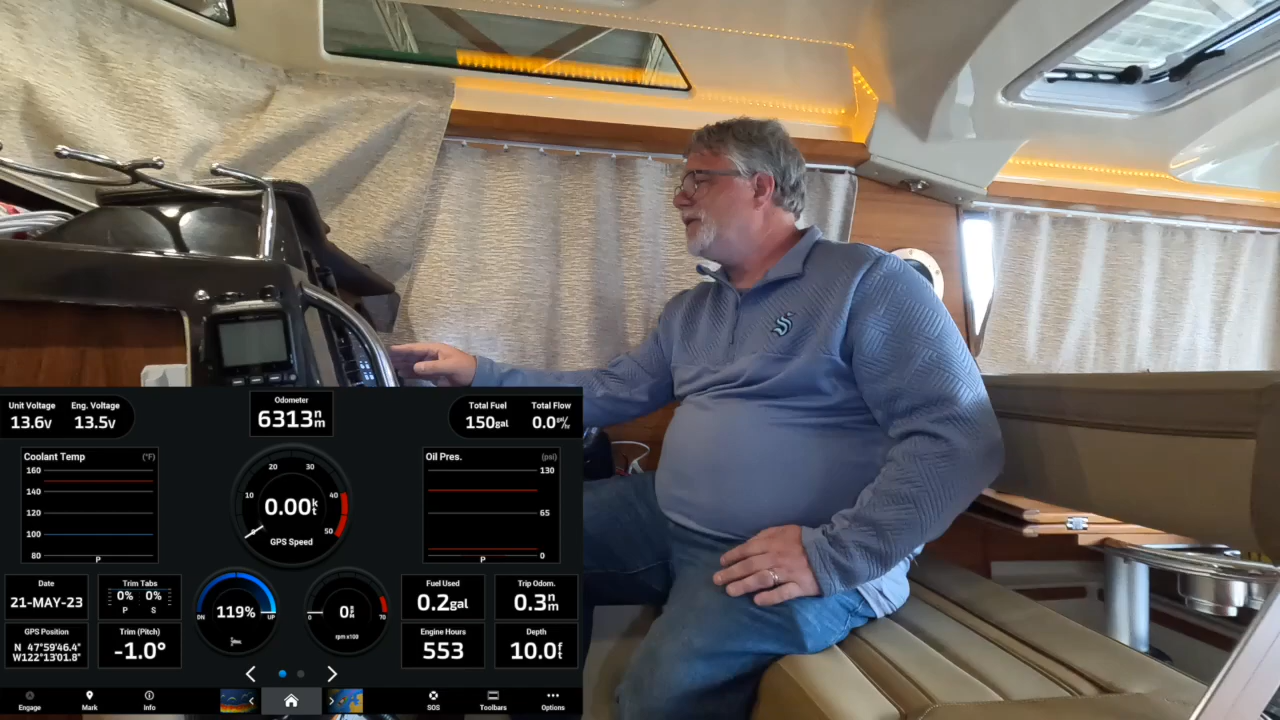 Unit Voltage Eng. Voltage
13.6v 13.5v
Odometer
6313nm
Total Fuel Total Flow
150gal 0.0gal/hr
Coolant Temp (°F)
160
140
120
100
80
P
0 10 20 30 40 50
0.00kt
GPS Speed
Oil Pres. (psi)
130
65
0
P
Date
21-MAY-23
Trim Tabs
0% 0%
P S
GPS Position
N 47°59'46.4"
W122°13'01.8"
Trim (Pitch)
-1.0°
119%
DN UP
0
0 70
rpm x100
Fuel Used
0.2gal
Trip Odom.
0.3nm
Engine Hours
553
Depth
10.0ft
Engage Mark Info SOS Toolbars Options